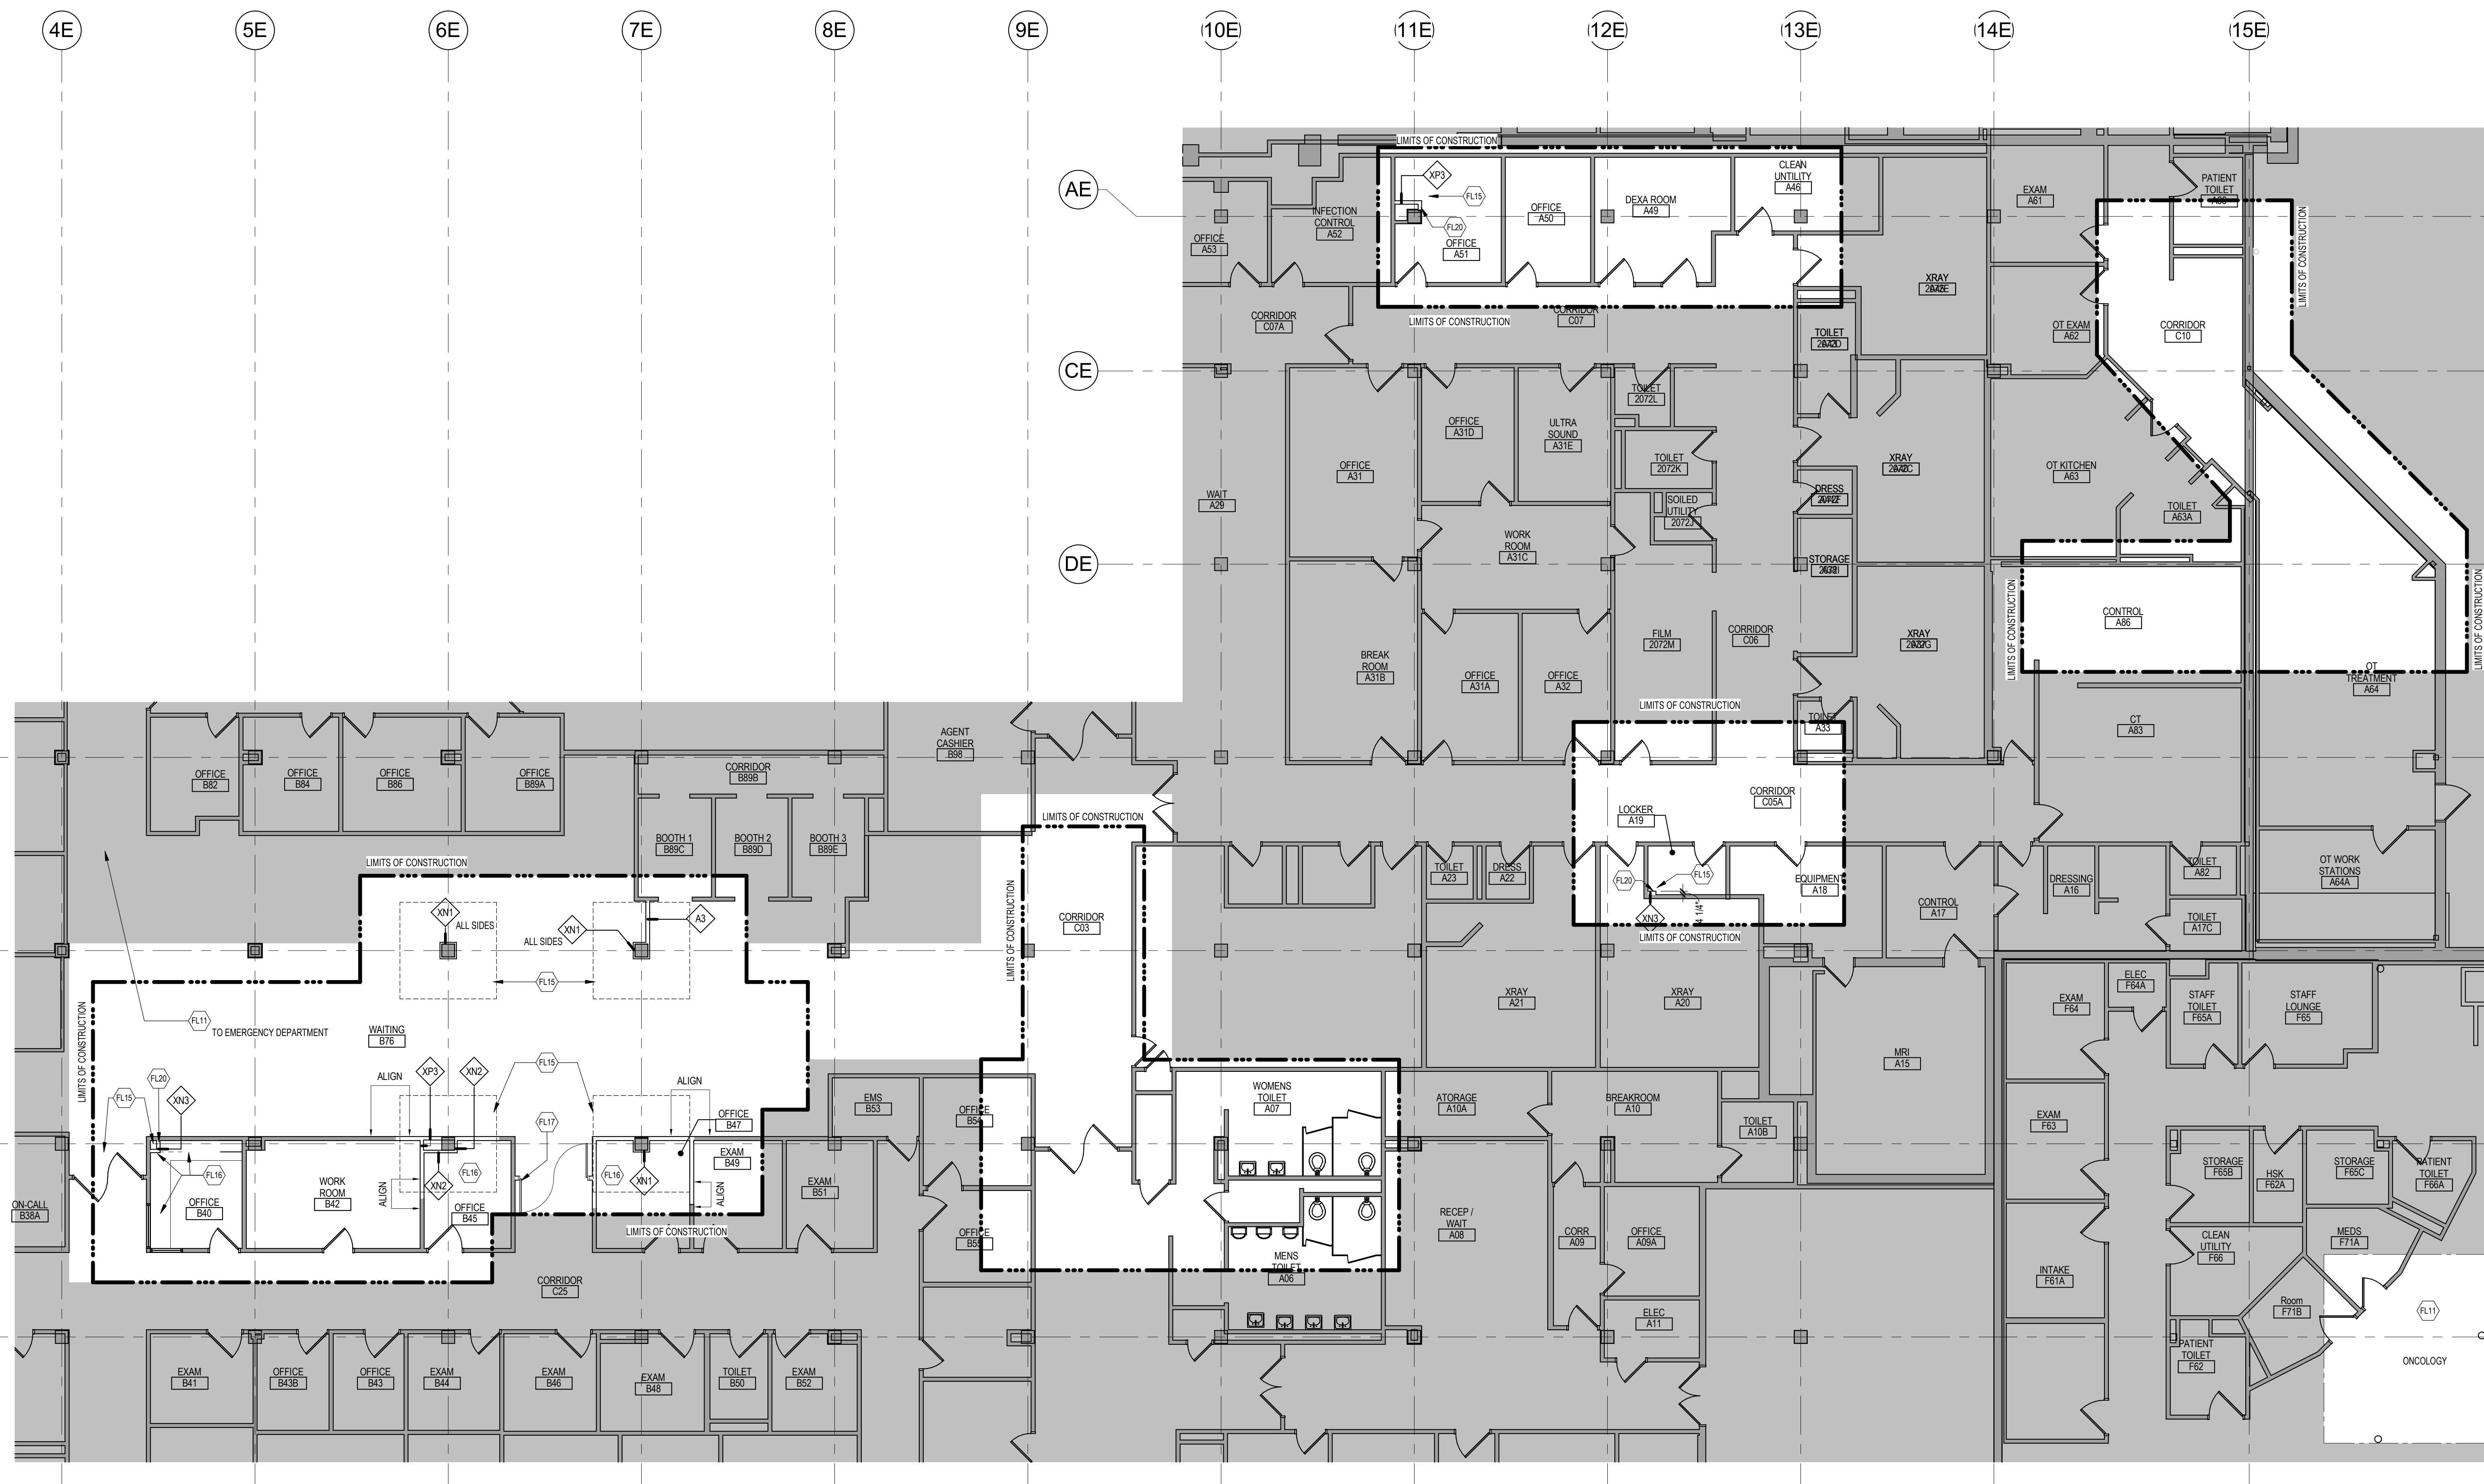 4E
5E
6E
7E
8E
9E
10E
11E
12E
13E
14E
15E
AE
CE
DE
LIMITS OF CONSTRUCTION
XP3
FL15
FL20
OFFICE
A53
INFECTION
CONTROL
A52
OFFICE
A51
OFFICE
A50
DEXA ROOM
A49
CLEAN
UNTILITY
A46
EXAM
A61
PATIENT
TOILET
LIMITS OF CONSTRUCTION
XRAY
CORRIDOR
C07A
LIMITS OF CONSTRUCTION
CORRIDOR
C07
TOILET
OT EXAM
A62
CORRIDOR
C10
TOILET
2072L
OFFICE
A31D
ULTRA
SOUND
A31E
OFFICE
A31
TOILET
2072K
XRAY
OT KITCHEN
A63
WAIT
A29
SOILED
UTILITY
2072J
DRESS
TOILET
A63A
WORK
ROOM
A31C
STORAGE
LIMITS OF CONSTRUCTION
CONTROL
A86
LIMITS OF CONSTRUCTION
BREAK
ROOM
A31B
OFFICE
A31A
OFFICE
A32
FILM
2072M
CORRIDOR
C06
XRAY
OT
TREATMENT
A64
LIMITS OF CONSTRUCTION
TOILET
A33
CT
A83
AGENT
CASHIER
B98
OFFICE
B82
OFFICE
B84
OFFICE
B86
OFFICE
B89A
CORRIDOR
B89B
BOOTH 1
B89C
BOOTH 2
B89D
BOOTH 3
B89E
LIMITS OF CONSTRUCTION
LOCKER
A19
CORRIDOR
C05A
LIMITS OF CONSTRUCTION
LIMITS OF CONSTRUCTION
CORRIDOR
C03
TOILET
A23
DRESS
A22
FL20
FL15
XN3
4 1/4"
EQUIPMENT
A18
LIMITS OF CONSTRUCTION
CONTROL
A17
DRESSING
A16
TOILET
A82
TOILET
A17C
OT WORK
STATIONS
A64A
XN1
ALL SIDES
XN1
ALL SIDES
A3
FL15
FL11
TO EMERGENCY DEPARTMENT
WAITING
B76
LIMITS OF CONSTRUCTION
XRAY
A21
XRAY
A20
MRI
A15
EXAM
F64
ELEC
F64A
STAFF
TOILET
F65A
STAFF
LOUNGE
F65
FL15
FL20
XN3
ALIGN
XP3
XN2
FL15
FL17
ALIGN
OFFICE
B47
EMS
B53
OFFICE
B54
WOMENS
TOILET
A07
ATORAGE
A10A
BREAKROOM
A10
TOILET
A10B
EXAM
F63
ON-CALL
B38A
FL16
OFFICE
B40
WORK
ROOM
B42
ALIGN
XN2
FL16
OFFICE
B45
FL16
XN1
EXAM
B49
ALIGN
LIMITS OF CONSTRUCTION
EXAM
B51
OFFICE
B55
MENS
TOILET
A06
RECEP /
WAIT
A08
CORR
A09
OFFICE
A09A
ELEC
A11
STORAGE
F65B
HSK
F62A
STORAGE
F65C
PATIENT
TOILET
F66A
CLEAN
UTILITY
F66
MEDS
F71A
INTAKE
F61A
Room
F71B
FL11
ONCOLOGY
PATIENT
TOILET
F62
CORRIDOR
C25
EXAM
B41
OFFICE
B43B
OFFICE
B43
EXAM
B44
EXAM
B46
EXAM
B48
TOILET
B50
EXAM
B52